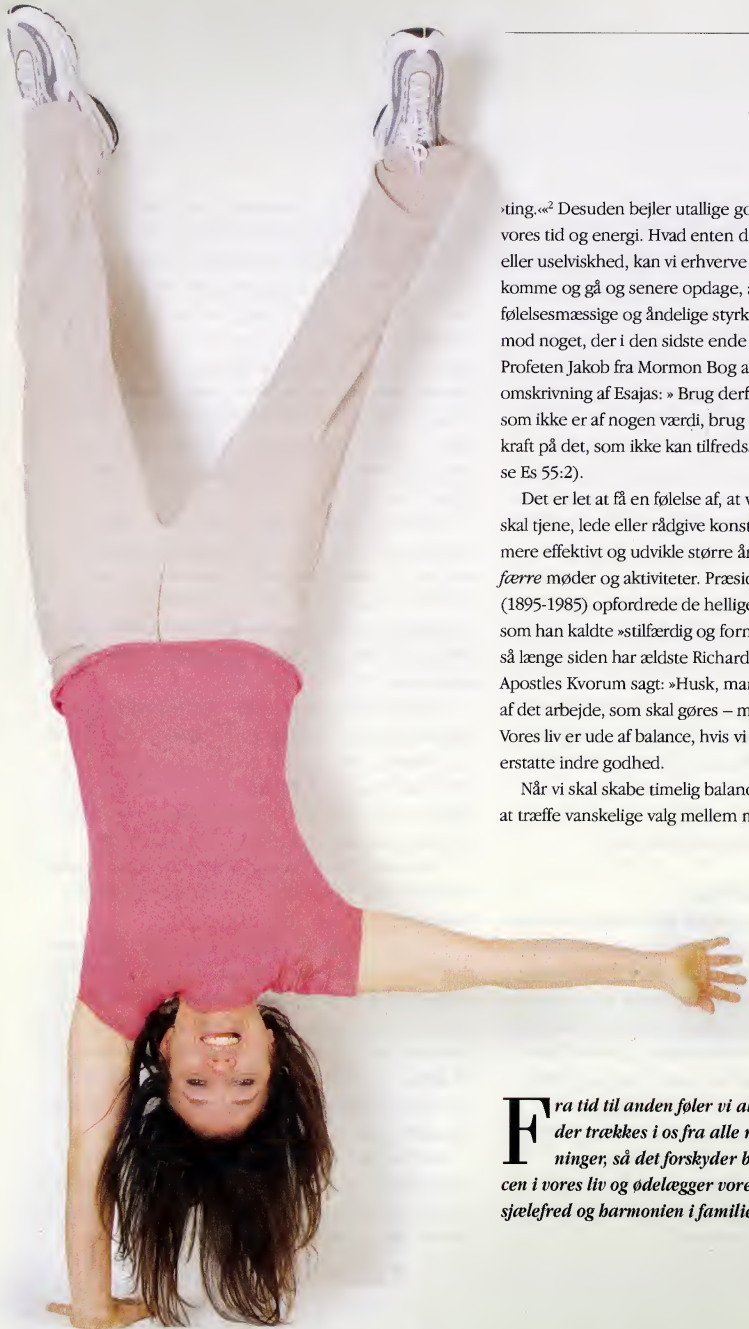 ›ting.‹«² Desuden bejler utallige go
vores tid og energi. Hvad enten d
eller uselviskhed, kan vi erhverve
komme og gå og senere opdage, a
følelsesmæssige og åndelige styrk
mod noget, der i den sidste ende
Profeten Jakob fra Mormon Bog a
omskrivning af Esajas: » Brug derf
som ikke er af nogen værdi, brug
kraft på det, som ikke kan tilfreds
se Es 55:2).
Det er let at få en følelse af, at v
skal tjene, lede eller rådgive konst
mere effektivt og udvikle større ån
færre møder og aktiviteter. Præsid
(1895-1985) opfordrede de hellige
som han kaldte »stilfærdig og forn
så længe siden har ældste Richard
Apostles Kvorum sagt: »Husk, mar
af det arbejde, som skal gøres – m
Vores liv er ude af balance, hvis vi
erstatte indre godhed.
Når vi skal skabe timelig balanc
at træffe vanskelige valg mellem m
Fra tid til anden føler vi al
der trækkes i os fra alle r
ninger, så det forskyder b
cen i vores liv og ødelægger vore
sjælefred og harmonien i familie